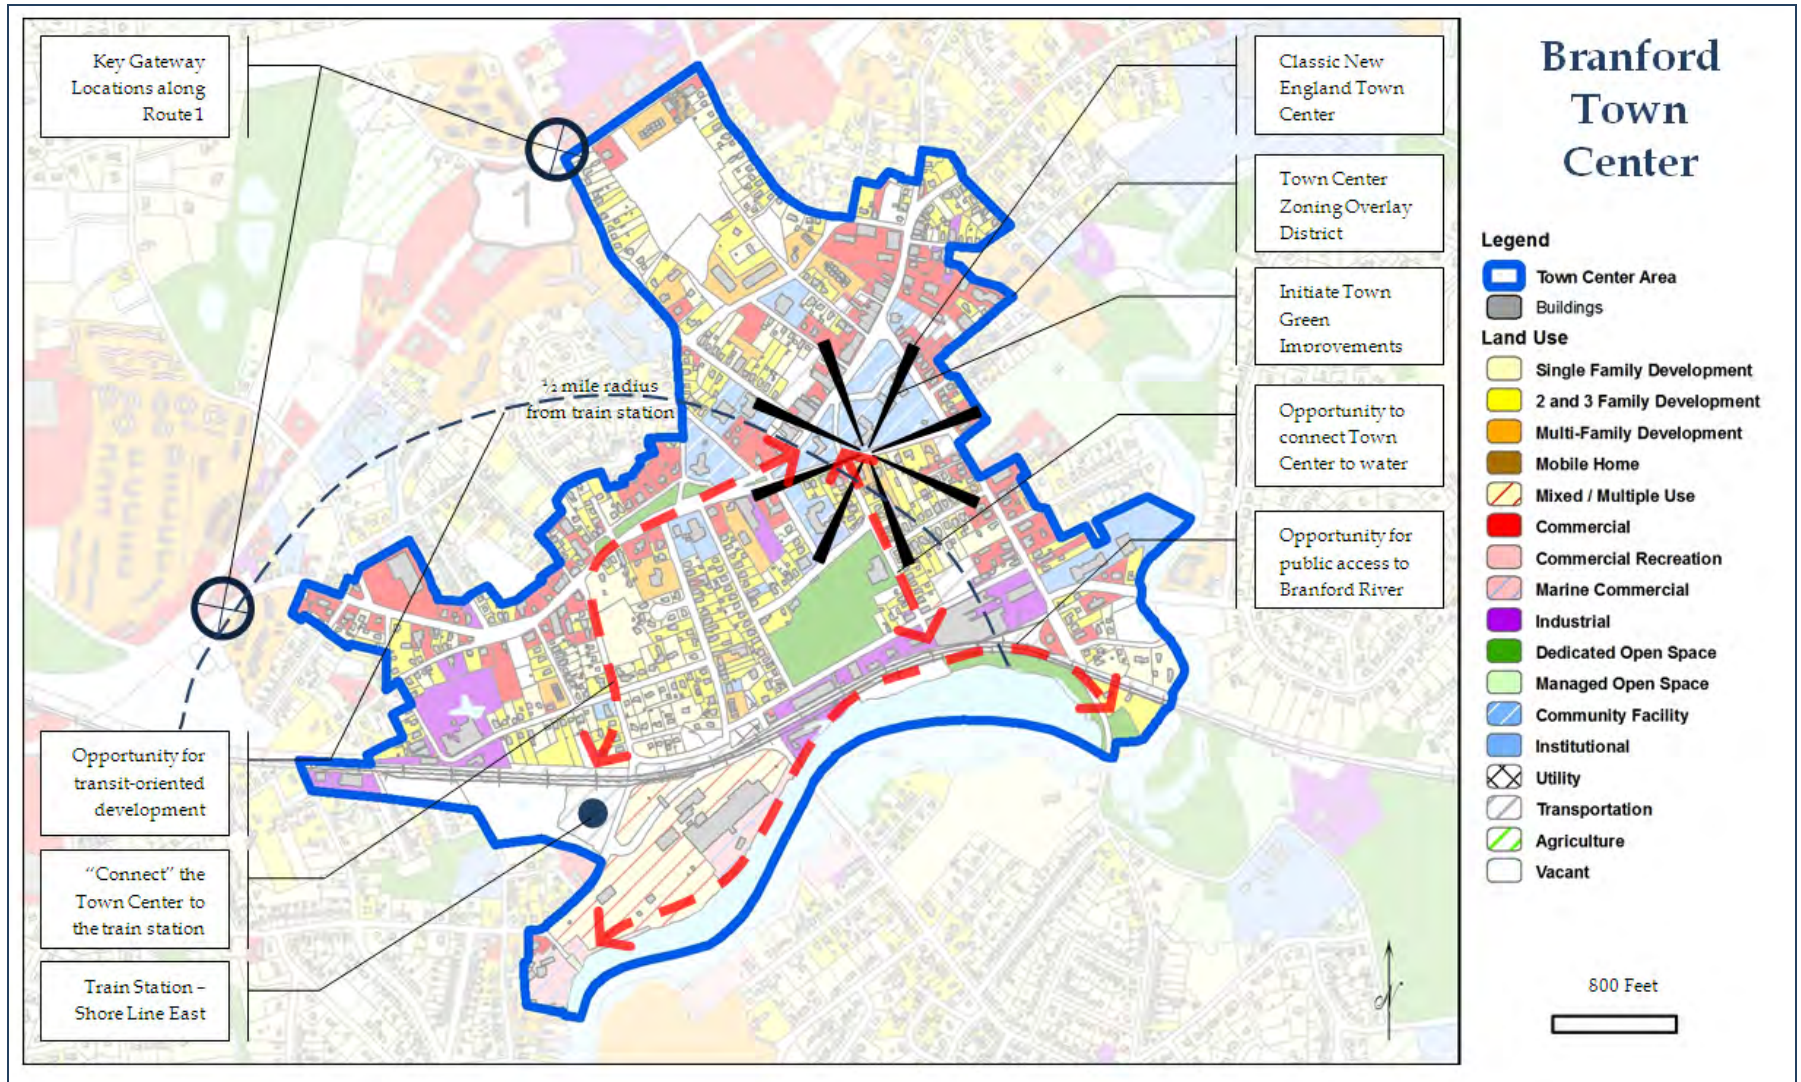 Key Gateway
Locations along
Route 1
Classic New
England Town
Center
Town Center
Zoning Overlay
District
Initiate Town
Green
Improvements
Opportunity to
connect Town
Center to water
Opportunity for
public access to
Branford River
1
½ mile radius
from train station
Opportunity for
transit-oriented
development
“Connect” the
Town Center to
the train station
Train Station –
Shore Line East
Branford
Town
Center
Legend
Town Center Area
Buildings
Land Use
Single Family Development
2 and 3 Family Development
Multi-Family Development
Mobile Home
Mixed / Multiple Use
Commercial
Commercial Recreation
Marine Commercial
Industrial
Dedicated Open Space
Managed Open Space
Community Facility
Institutional
Utility
Transportation
Agriculture
Vacant
800 Feet
N